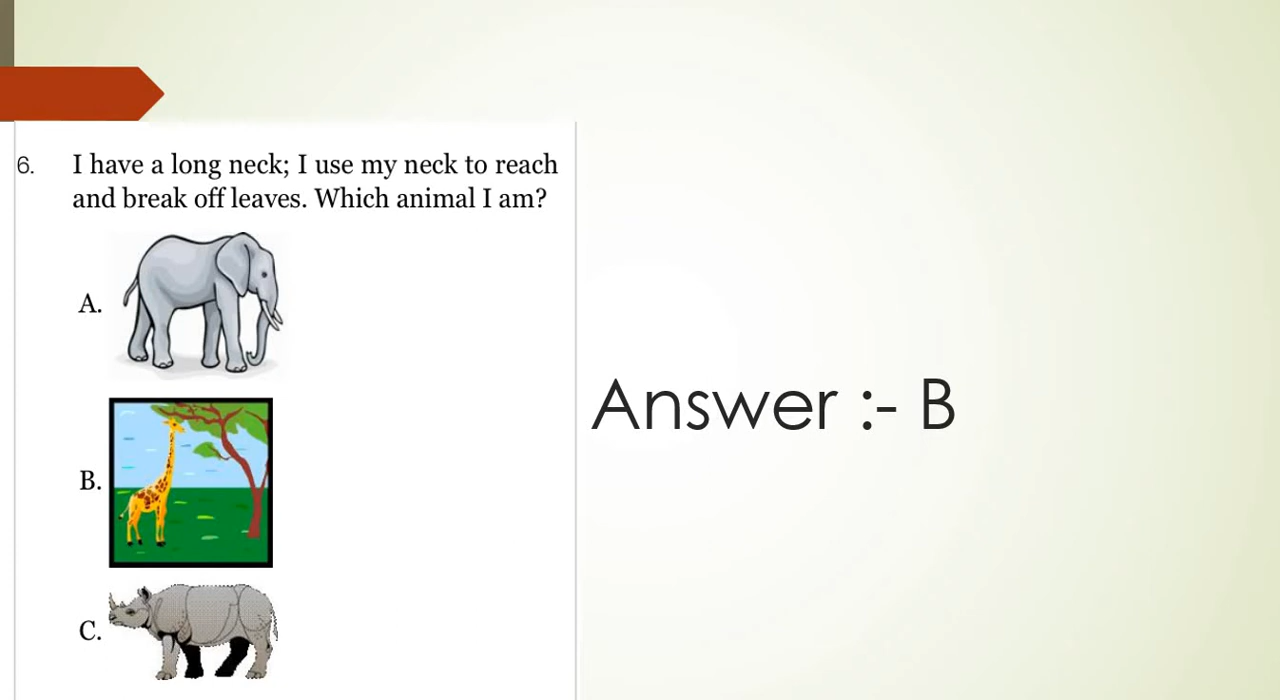 6. I have a long neck; I use my neck to reach
and break off leaves. Which animal I am?
A.
B.
C.
Answer :- B